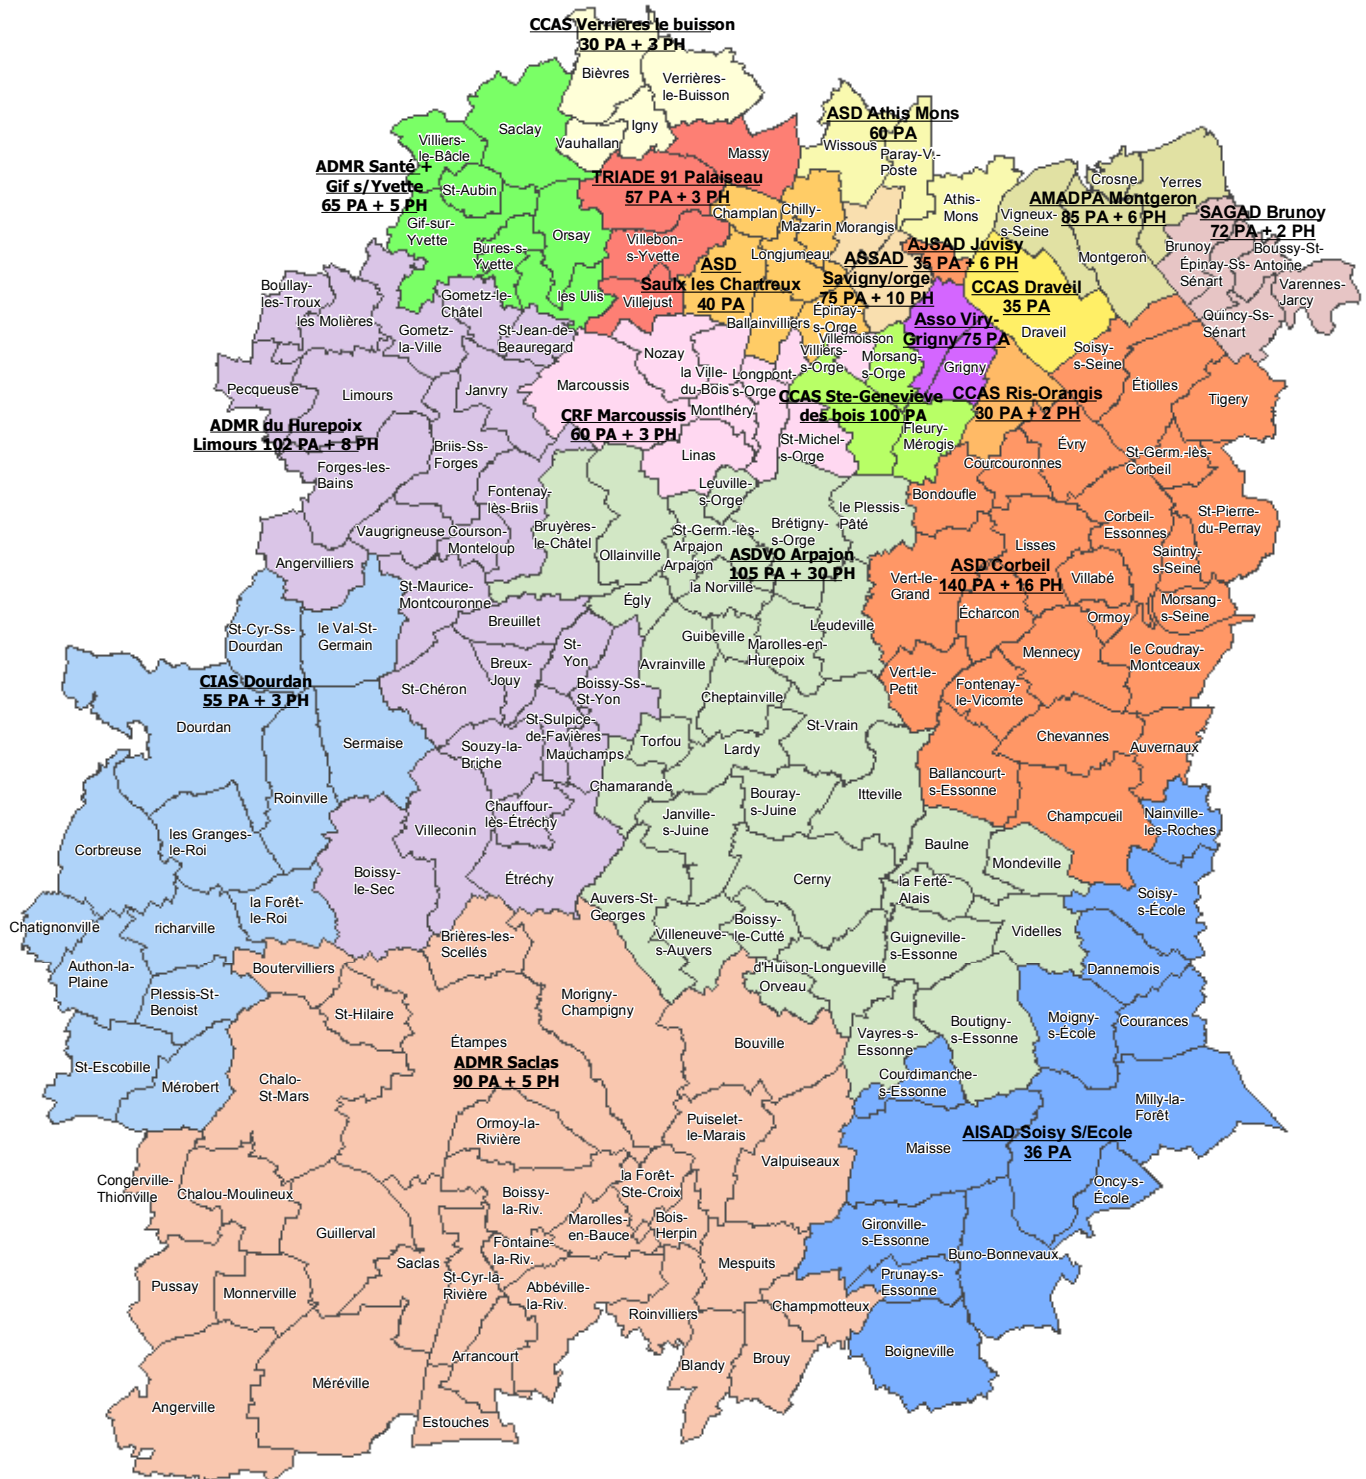 CCAS Verrières le buisson
30 PA + 3 PH
Bièvres
Verrières-
le-Buisson
Igny
Vauhallan
Saclay
Villiers-
le-Bâcle
ADMR Santé +
Gif s/Yvette
65 PA + 5 PH
St-Aubin
Gif-sur-
Yvette
Bures-s-
Yvette
Orsay
les Ulis
Massy
TRIADE 91 Palaiseau
57 PA + 3 PH
Villebon-
s-Yvette
Villejust
ASD Athis Mons
60 PA
Wissous
Paray-V.-
Poste
Athis-
Mons
Champlan
Chilly-
Mazarin
Morangis
Longjumeau
ASD
Saulx les Chartreux
40 PA
Ballainvilliers
Épinay-
s-Orge
ASSAD
Savigny/orge
75 PA + 10 PH
AJSAD Juvisy
35 PA + 6 PH
Vigneux-
s-Seine
Crosne
Yerres
AMADPA Montgeron
85 PA + 6 PH
Montgeron
SAGAD Brunoy
72 PA + 2 PH
Brunoy
Boussy-St-
Antoine
Épinay-Ss-
Sénart
Varennes-
Jarcy
Quincy-Ss-
Sénart
CCAS Draveil
35 PA
Draveil
Asso Viry-
Grigny 75 PA
Grigny
Villemoisson
Villiers-
s-Orge
Morsang-
s-Orge
CCAS Ste-Geneviève
des bois 100 PA
Fleury-
Mérogis
CCAS Ris-Orangis
30 PA + 2 PH
Boullay-
les-Troux
les Molières
Gometz-le-
Châtel
Gometz-
la-Ville
St-Jean-de-
Beauregard
Pecqueuse
Limours
Janvry
ADMR du Hurepoix
Limours 102 PA + 8 PH
Briis-Ss-
Forges
Forges-les-
Bains
Fontenay-
lès-Briis
Vaugrigneuse
Courson-
Monteloup
Angervilliers
St-Maurice-
Montcouronne
Breuillet
St-
Yon
Breux-
Jouy
Boissy-Ss-
St-Yon
St-Chéron
St-Sulpice-
de-Favières
Mauchamps
Souzy-la-
Briche
Chauffour-
lès-Étréchy
Villeconin
Étréchy
Boissy-
le-Sec
Nozay
Marcoussis
la Ville-
du-Bois
Longpont-
s-Orge
Montlhéry
CRF Marcoussis
60 PA + 3 PH
Linas
St-Michel-
s-Orge
Leuville-
s-Orge
Bruyères-
le-Châtel
Ollainville
St-Germ.-lès-
Arpajon
Arpajon
Brétigny-
s-Orge
le Plessis-
Pâté
ASDVO Arpajon
105 PA + 30 PH
la Norville
Égly
Guibeville
Marolles-en-
Hurepoix
Leudeville
Avrainville
Cheptainville
St-Vrain
Torfou
Lardy
Chamarande
Janville-
s-Juine
Bouray-
s-Juine
Itteville
Baulne
Mondeville
Cerny
la Ferté-
Alais
Auvers-St-
Georges
Villeneuve-
s-Auvers
Boissy-
le-Cutté
Guigneville-
s-Essonne
Videlles
d'Huison-Longueville
Orveau
Vayres-s-
Essonne
Boutigny-
s-Essonne
Soisy-
s-Seine
Étiolles
Tigery
Évry
Courcouronnes
St-Germ.-lès-
Corbeil
Bondoufle
Corbeil-
Essonnes
St-Pierre-
du-Perray
Lisses
Saintry-
s-Seine
ASD Corbeil
140 PA + 16 PH
Vert-le-
Grand
Villabé
Écharcon
Ormoy
Morsang-
s-Seine
Mennecy
le Coudray-
Montceaux
Vert-le-
Petit
Fontenay-
le-Vicomte
Chevannes
Auvernaux
Ballancourt-
s-Essonne
Champcueil
St-Cyr-Ss-
Dourdan
le Val-St-
Germain
CIAS Dourdan
55 PA + 3 PH
Dourdan
Sermaise
Roinville
les Granges-
le-Roi
Corbreuse
la Forêt-
le-Roi
Chatignonville
richarville
Authon-la-
Plaine
Plessis-St-
Benoist
St-Escobille
Mérobert
Nainville-
les-Roches
Soisy-
s-École
Dannemois
Moigny-
s-École
Courances
Courdimanche-
s-Essonne
Milly-la-
Forêt
AISAD Soisy S/Ecole
36 PA
Maisse
Oncy-s-
École
Gironville-
s-Essonne
Buno-Bonnevaux
Prunay-s-
Essonne
Boigneville
Brières-les-
Scellés
Boutervilliers
St-Hilaire
Morigny-
Champigny
Étampes
ADMR Saclas
90 PA + 5 PH
Bouville
Chalo-
St-Mars
Ormoy-la-
Rivière
Puiselet-
le-Marais
Valpuiseaux
Congerville-
Thionville
Chalou-Moulineux
la Forêt-
Ste-Croix
Boissy-
la-Riv.
Marolles-
en-Bauce
Bois-
Herpin
Guillerval
Fontaine-
la-Riv.
Saclas
St-Cyr-la-
Rivière
Abbéville-
la-Riv.
Mespuits
Pussay
Monnerville
Roinvilliers
Champmotteux
Arrancourt
Blandy
Brouy
Méréville
Angerville
Estouches